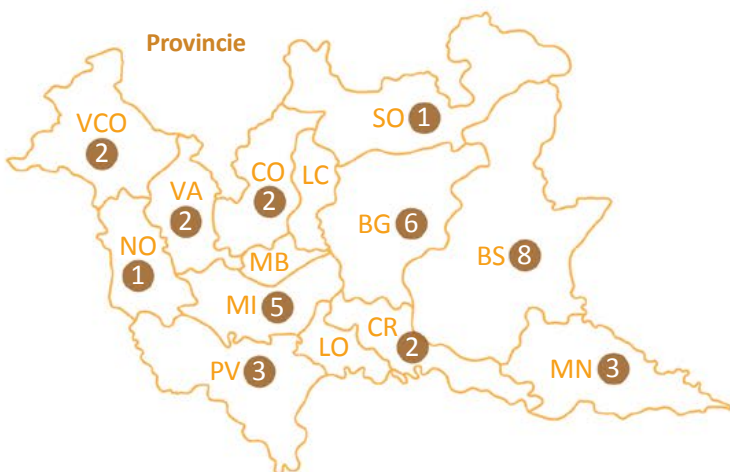 Provincie
VCO
2
SO 1
CO
2
LC
VA
2
BG 6
NO
1
MB
BS 8
MI 5
CR
2
LO
PV 3
MN 3